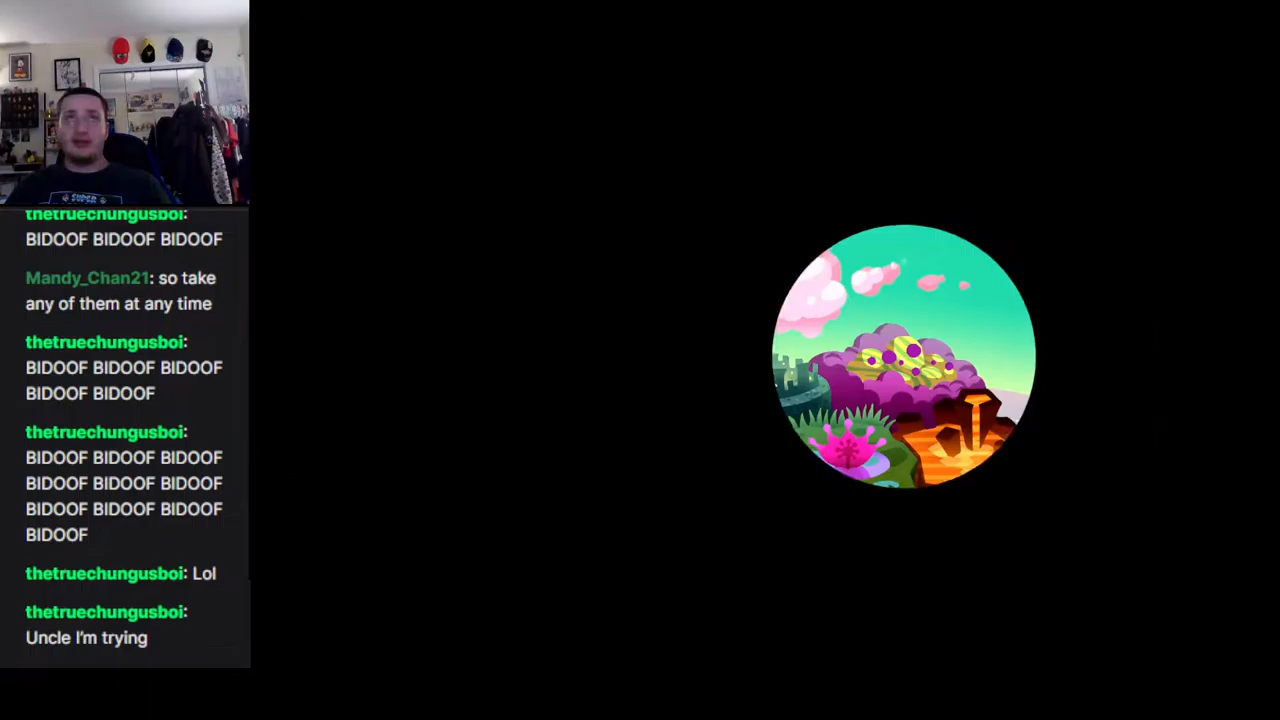 SUPER
thetruechungusboi:
BIDOOF BIDOOF BIDOOF
Mandy_Chan21: so take
any of them at any time
thetruechungusboi:
BIDOOF BIDOOF BIDOOF
BIDOOF BIDOOF
thetruechungusboi:
BIDOOF BIDOOF BIDOOF
BIDOOF BIDOOF BIDOOF
BIDOOF BIDOOF BIDOOF
BIDOOF
thetruechungusboi: Lol
thetruechungusboi:
Uncle I'm trying